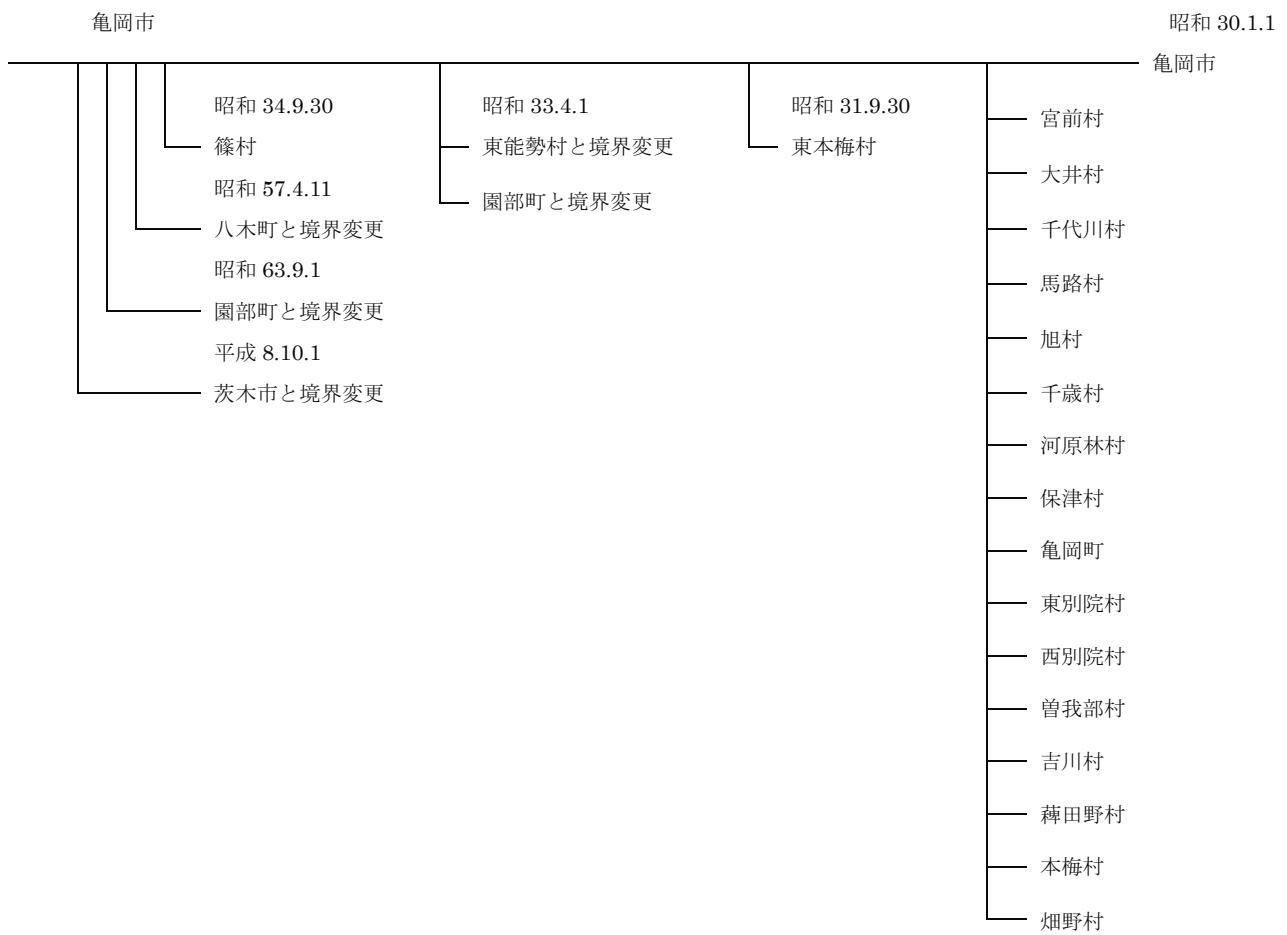 亀岡市
昭和 30.1.1
亀岡市
昭和 34.9.30
篠村
昭和 57.4.11
八木町と境界変更
昭和 63.9.1
園部町と境界変更
平成 8.10.1
茨木市と境界変更
昭和 33.4.1
東能勢村と境界変更
園部町と境界変更
昭和 31.9.30
東本梅村
宮前村
大井村
千代川村
馬路村
旭村
千歳村
河原林村
保津村
亀岡町
東別院村
西別院村
曽我部村
吉川村
薭田野村
本梅村
畑野村